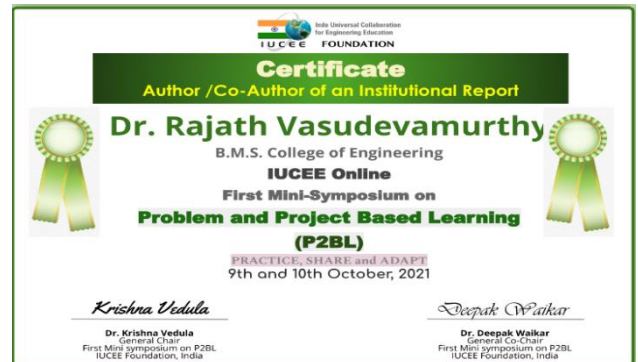 Indo Universal Collaboration
for Engineering Education
IUCEE FOUNDATION
Certificate
Author /Co-Author of an Institutional Report
Dr. Rajath Vasudevamurthy
B.M.S. College of Engineering
IUCEE Online
First Mini-Symposium on
Problem and Project Based Learning
(P2BL)
PRACTICE, SHARE and ADAPT
9th and 10th October, 2021
Krishna Vedula
Dr. Krishna Vedula
General Chair
First Mini symposium on P2BL
IUCEE Foundation, India
Deepak Waikar
Dr. Deepak Waikar
General Co-Chair
First Mini symposium on P2BL
IUCEE Foundation, India